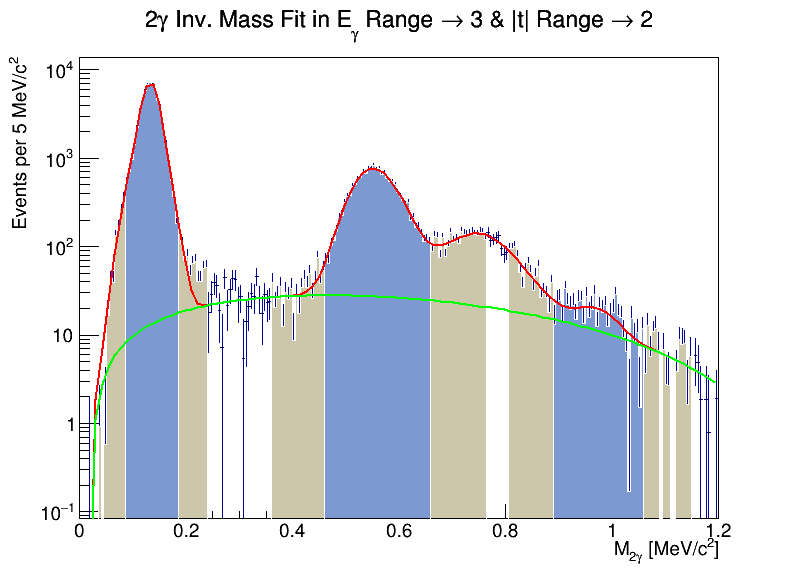 2γ Inv. Mass Fit in Eγ Range → 3 & |t| Range → 2
Events per 5 MeV/c²
10⁴
10³
10²
10
1
10⁻¹
0 0.2 0.4 0.6 0.8 1 1.2
M2γ [MeV/c²]